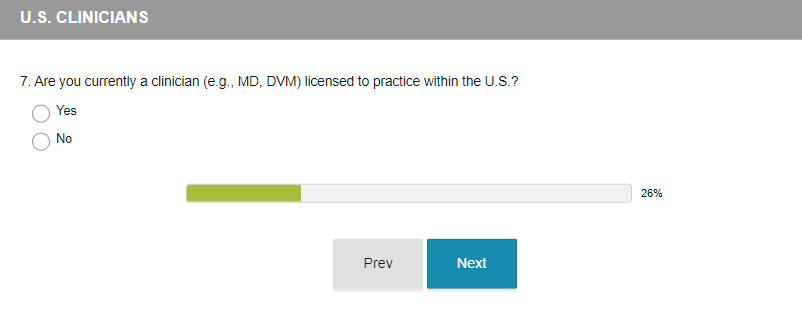 U.S. CLINICIANS
7. Are you currently a clinician (e.g., MD, DVM) licensed to practice within the U.S.?
Yes
No
26%
Prev Next